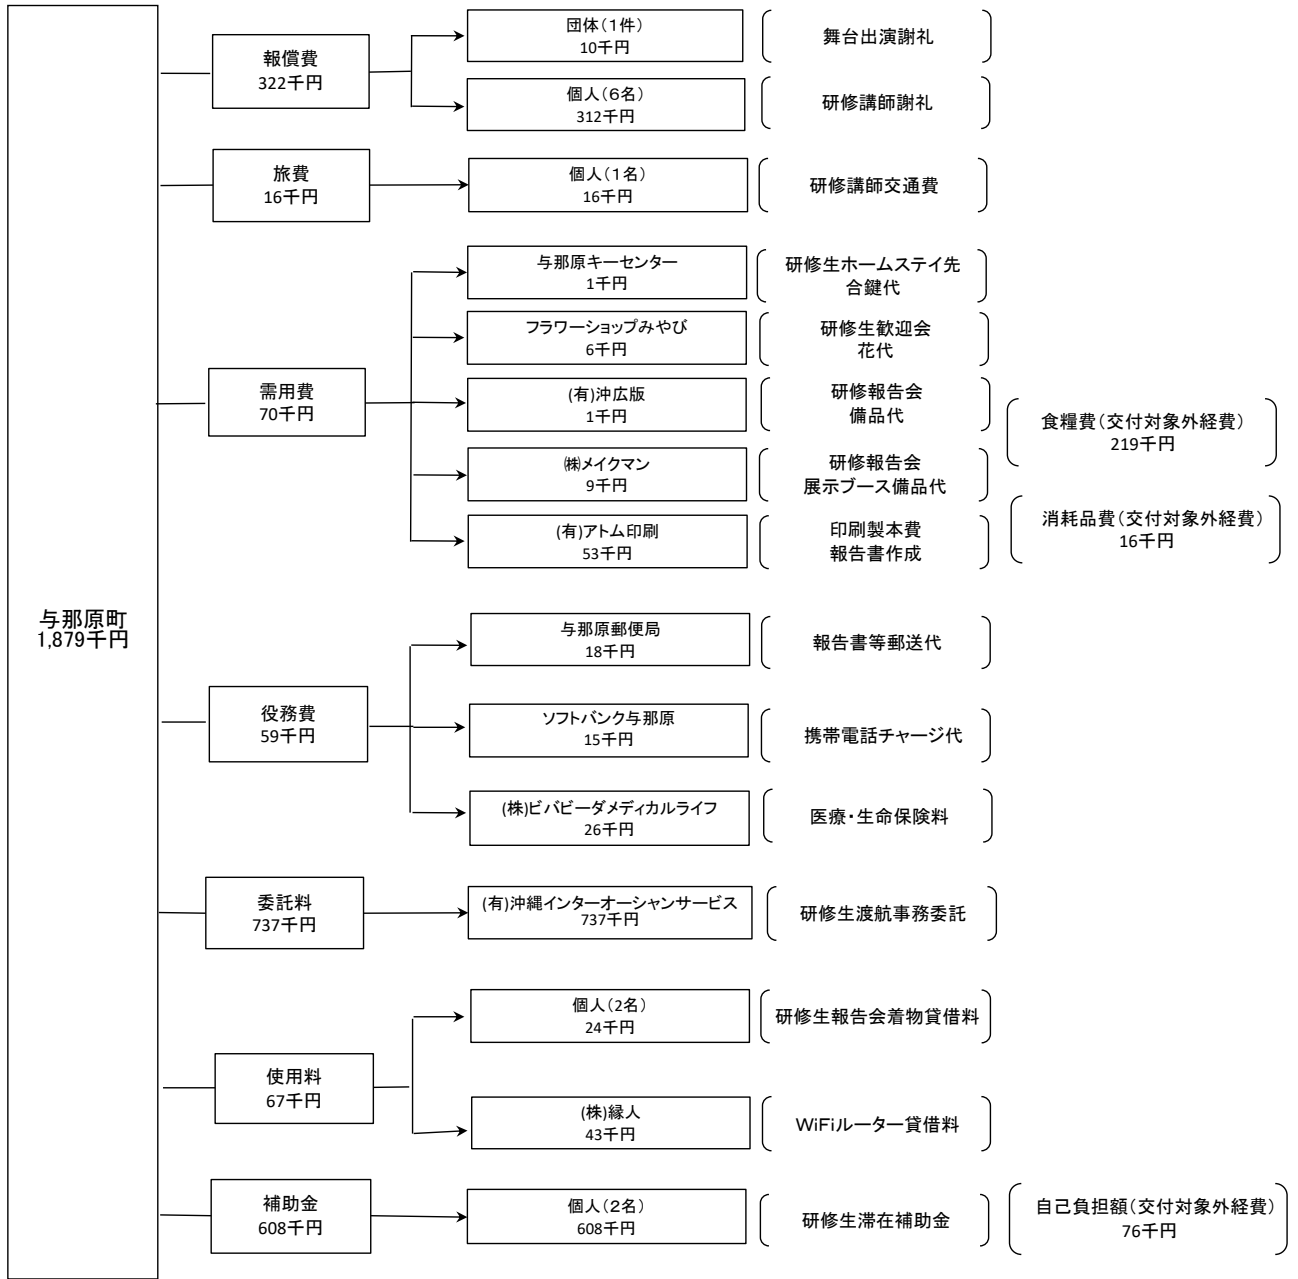 与那原町
1,879千円
報償費
322千円
団体(1件)
10千円
舞台出演謝礼
個人(6名)
312千円
研修講師謝礼
旅費
16千円
個人(1名)
16千円
研修講師交通費
需用費
70千円
与那原キーセンター
1千円
研修生ホームステイ先
合鍵代
フラワーショップみやび
6千円
研修生歓迎会
花代
(有)沖広版
1千円
研修報告会
備品代
㈱メイクマン
9千円
研修報告会
展示ブース備品代
(有)アトム印刷
53千円
印刷製本費
報告書作成
食糧費(交付対象外経費)
219千円
消耗品費(交付対象外経費)
16千円
役務費
59千円
与那原郵便局
18千円
報告書等郵送代
ソフトバンク与那原
15千円
携帯電話チャージ代
(株)ビバビーダメディカルライフ
26千円
医療・生命保険料
委託料
737千円
(有)沖縄インターオーシャンサービス
737千円
研修生渡航事務委託
使用料
67千円
個人(2名)
24千円
研修生報告会着物貸借料
(株)縁人
43千円
WiFiルーター貸借料
補助金
608千円
個人(2名)
608千円
研修生滞在補助金
自己負担額(交付対象外経費)
76千円